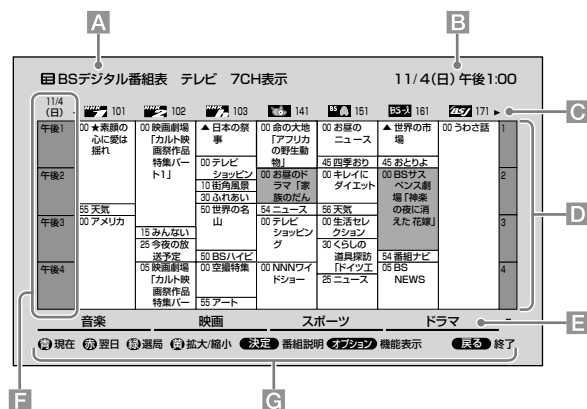 A
B
BSデジタル番組表 テレビ 7CH表示 11/4(日) 午後1:00
11/4
(日) 101 102 103 141 BS 151 BS-i 161 171 ►
C
午後1
午後2
午後3
午後4
00 ★素顔の
心に愛は
揺れ
55 天気
00 アメリカ
00 映画劇場
「カルト映
画祭作品
特集パー
ト1」
15 みんない
25 今夜の放
送予定
05 映画劇場
「カルト映
画祭作品
特集パー
▲ 日本の祭
事
00 テレビ
ショッピン
10 街角風景
30 ふれあい
50 世界の名
山
50 BSハイビ
00 空撮特集
55 アート
00 命の大地
「アフリカ
の野生動
物」
00 お昼のド
ラマ「家
族のだん
54 ニュース
00 テレビ
ショッピン
グ
00 NNNワイ
ドショー
00 お昼の
ニュース
45 四季おり
00 キレイに
ダイエット
56 天気
00 生活セレ
クション
30 くらしの
道具探訪
「ドイツエ
25 ニュース
▲ 世界の市
場
45 おとりよ
00 BSサス
ペンス劇
場「神楽
の夜に消
えた花嫁」
54 番組ナビ
05 BS
NEWS
00 うわさ話
1
2
3
4
D
音楽 映画 スポーツ ドラマ
E
青 現在 赤 翌日 緑 選局 黄 拡大/縮小 決定 番組説明 オプション 機能表示 戻る 終了
F
G